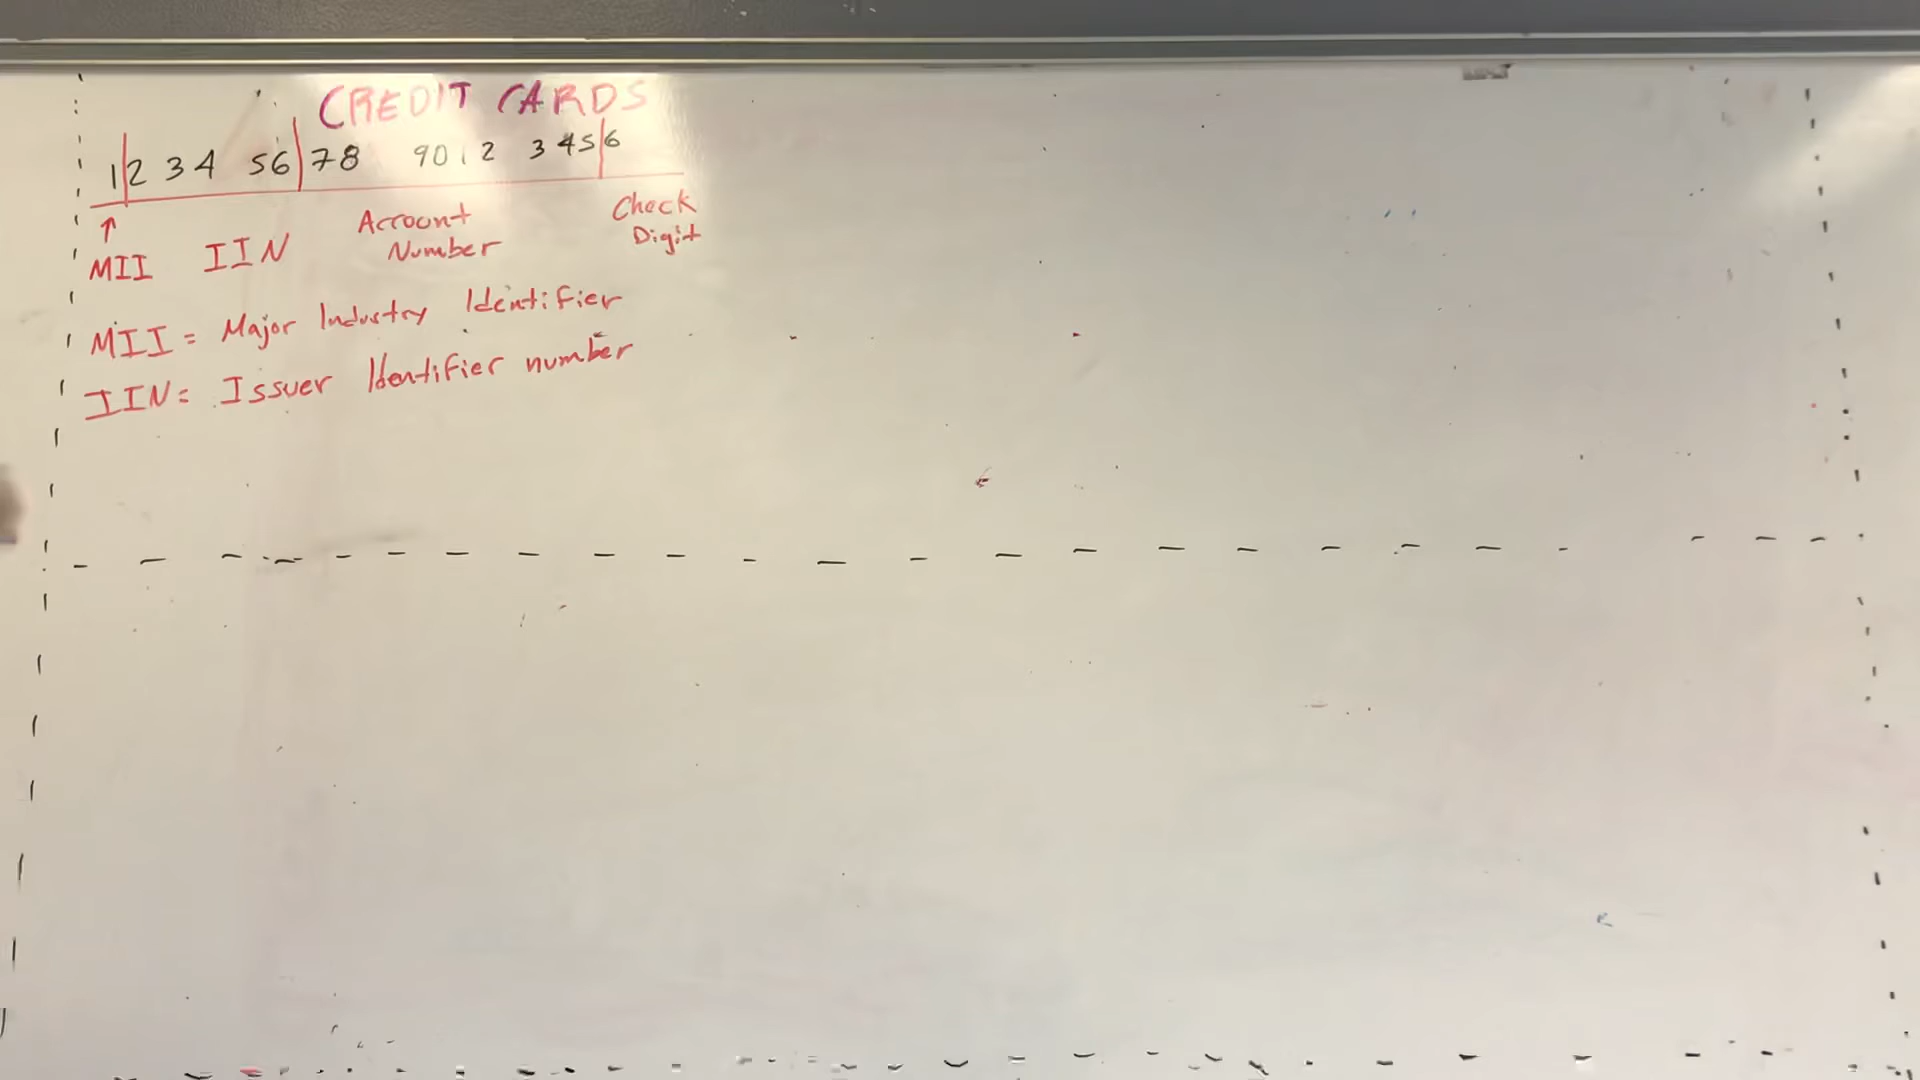 CREDIT CARDS
1 2 3 4 5 6 7 8 9 0 1 2 3 4 5 6
↑
MII IIN Account Number Check Digit
MII = Major Industry Identifier
IIN = Issuer Identifier number